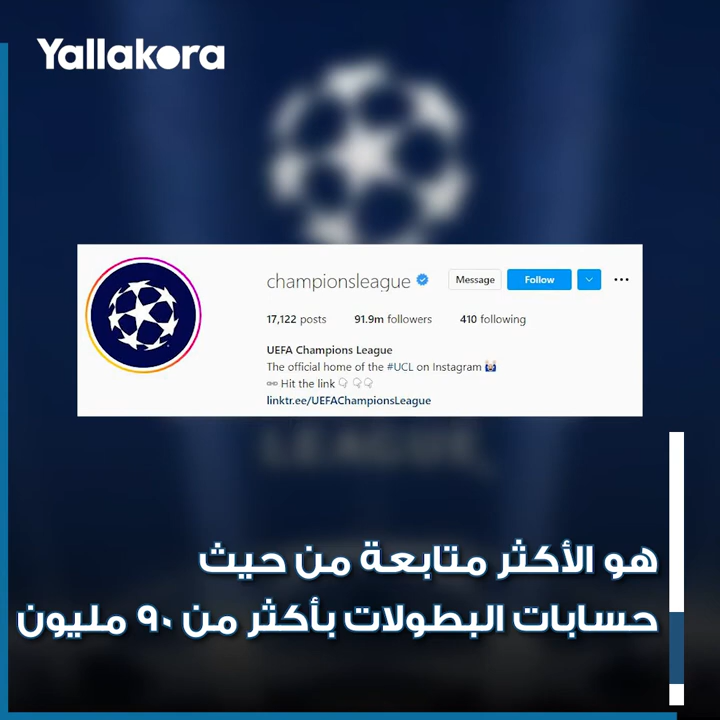 Yallakora
championsleague Message Follow
17,122 posts 91.9m followers 410 following
UEFA Champions League
The official home of the #UCL on Instagram
Hit the link
linktr.ee/UEFAChampionsLeague
LEAGUE
هو الأكثر متابعة من حيث
حسابات البطولات بأكثر من ٩٠ مليون